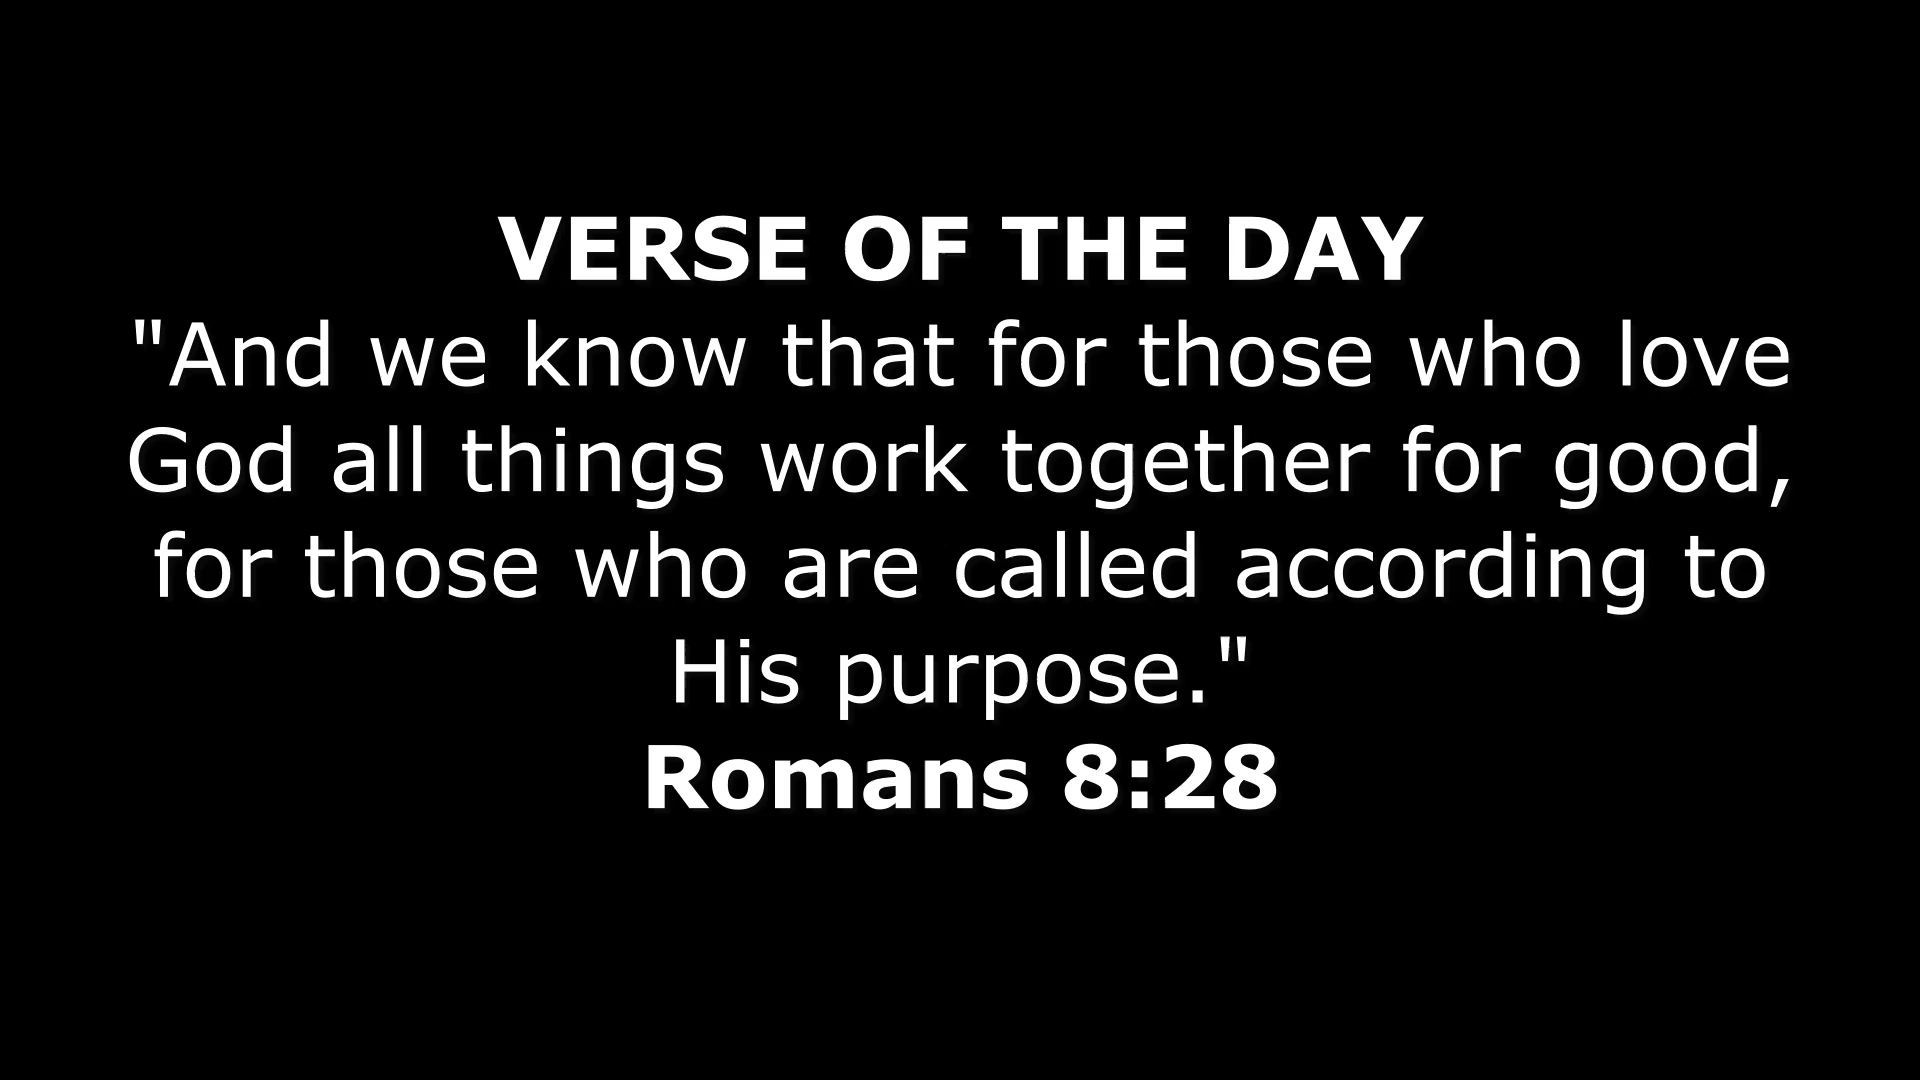 VERSE OF THE DAY
"And we know that for those who love
God all things work together for good,
for those who are called according to
His purpose."
Romans 8:28